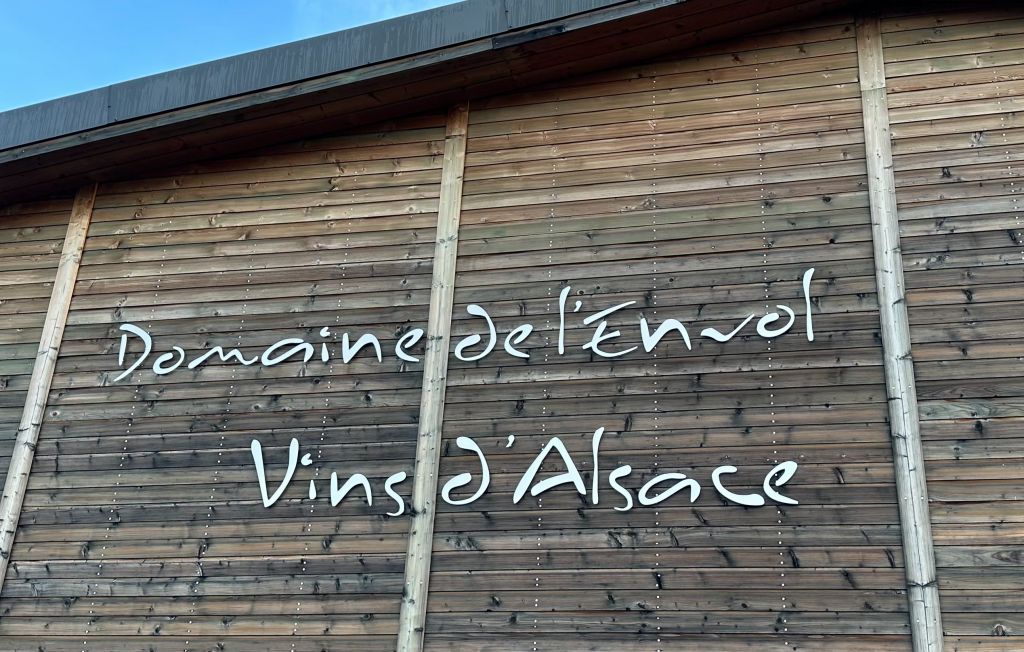 Domaine de l'Envol
Vins d'Alsace